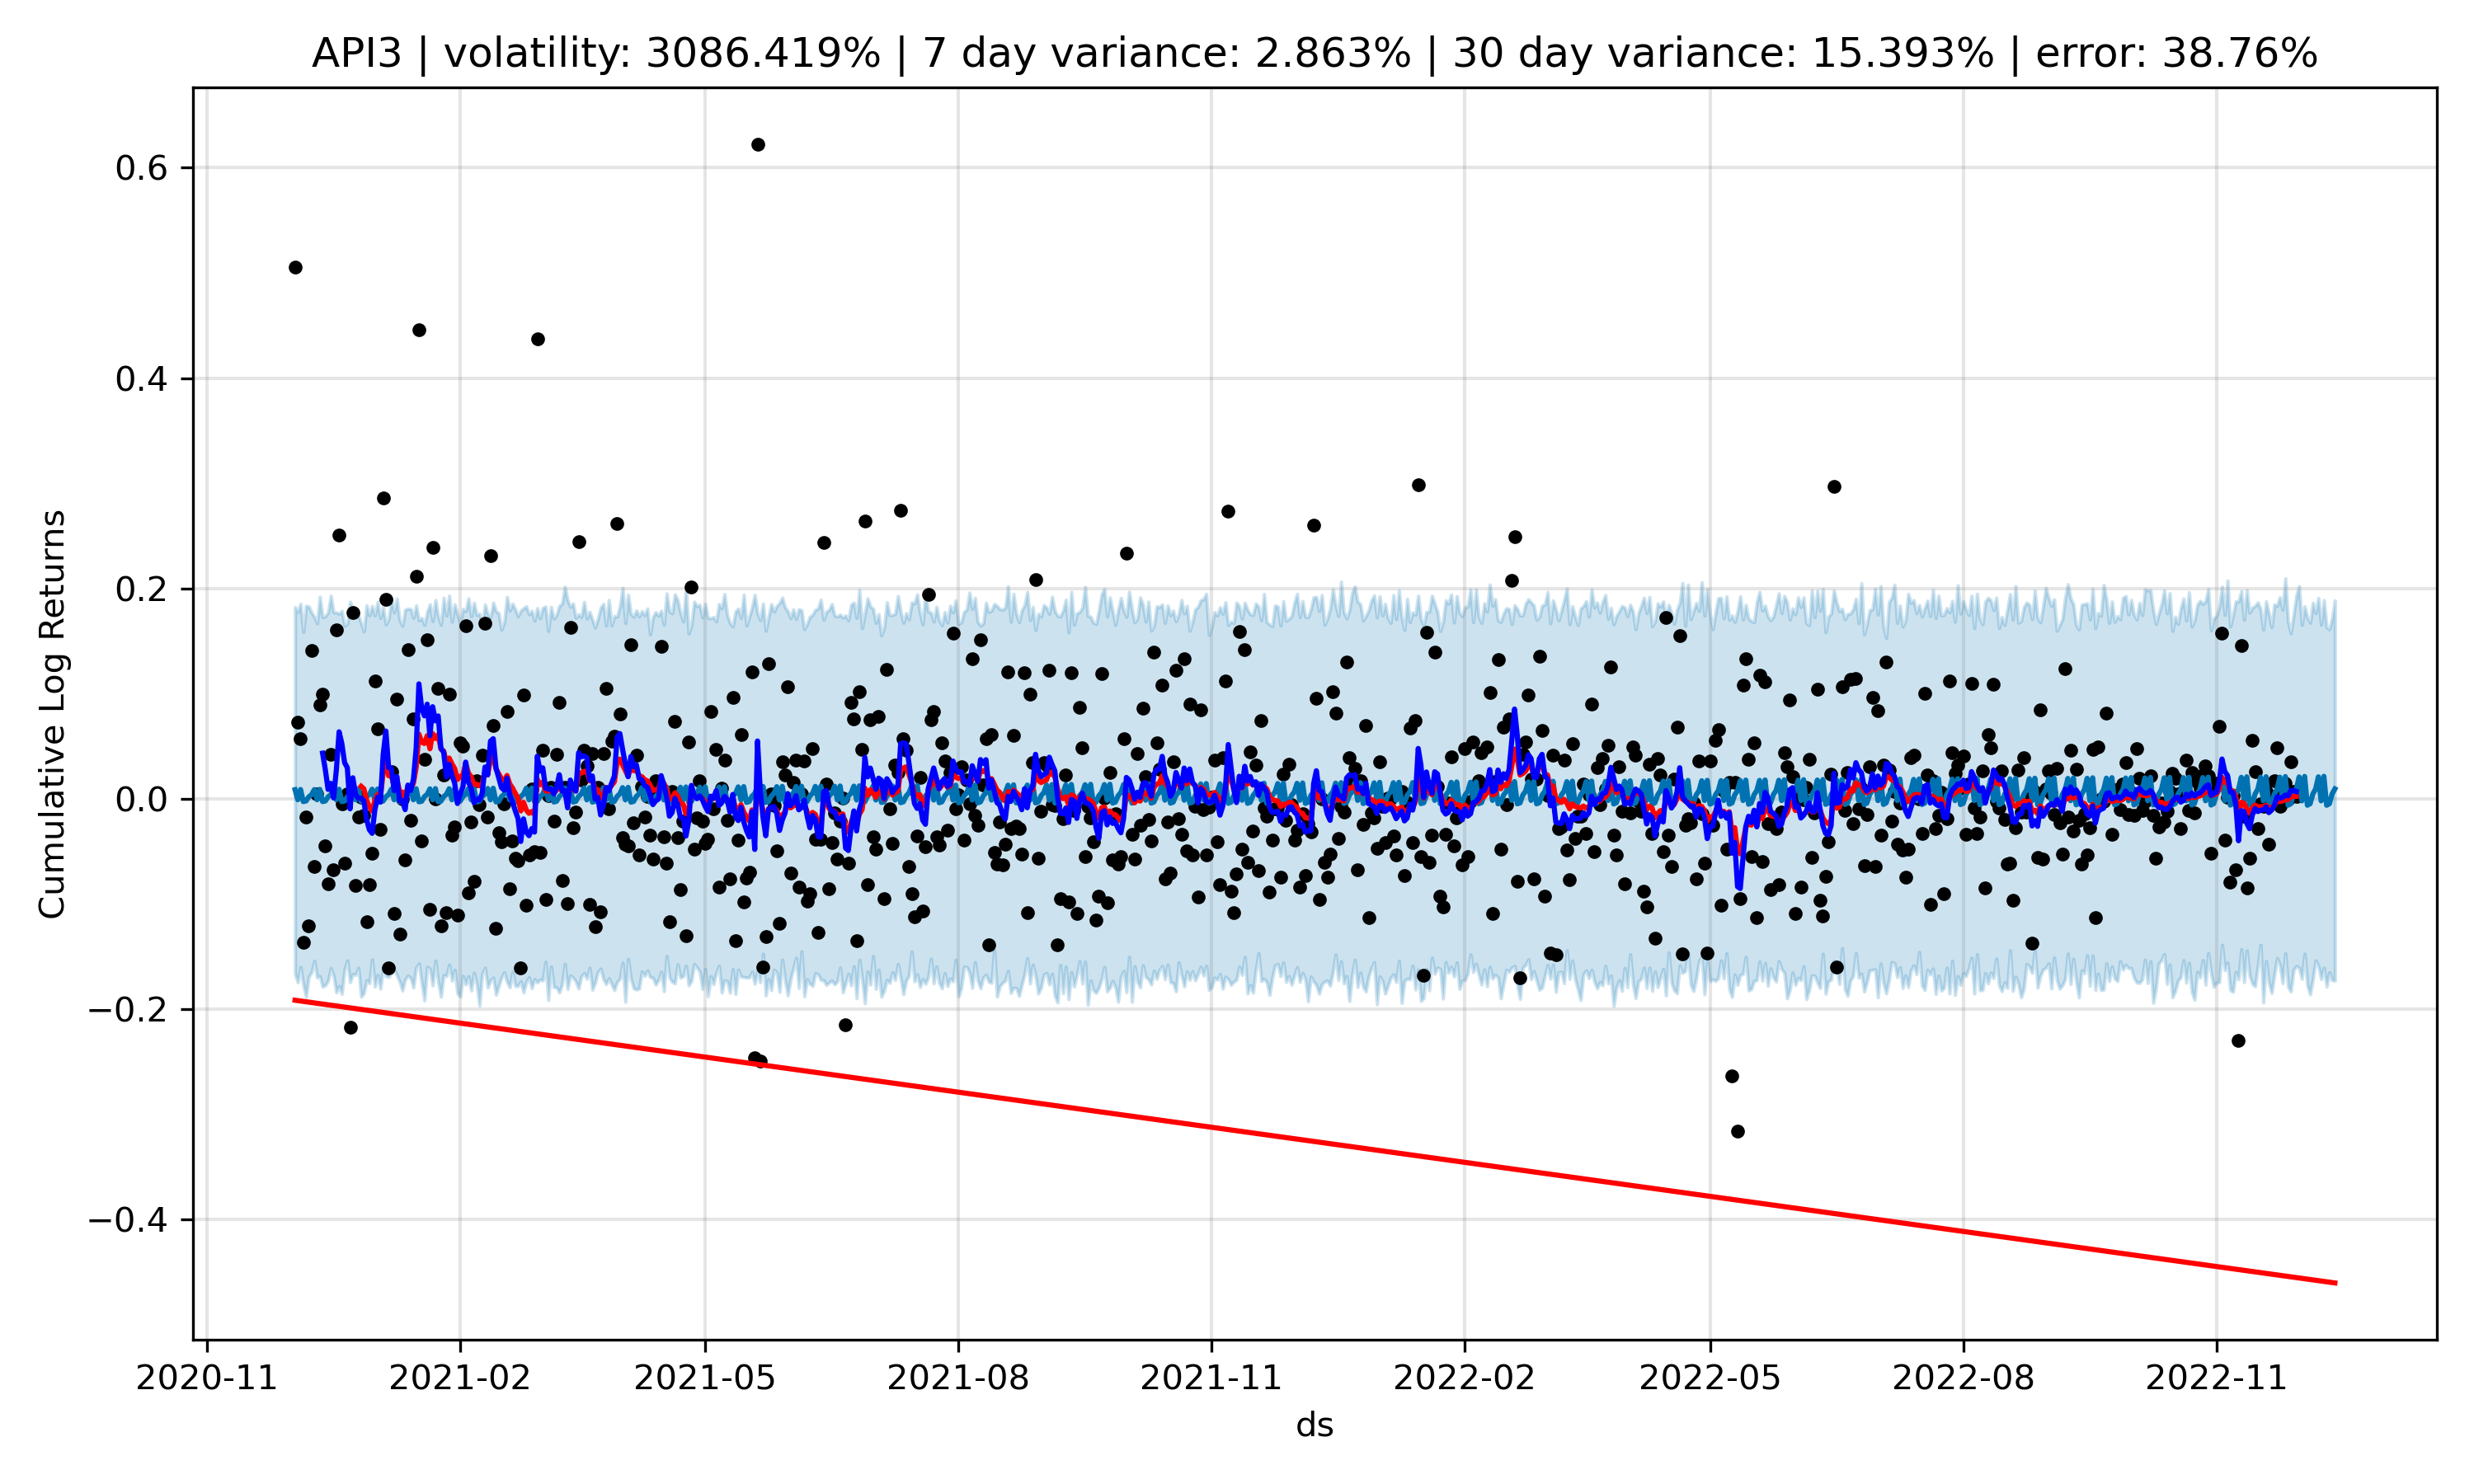 API3 | volatility: 3086.419% | 7 day variance: 2.863% | 30 day variance: 15.393% | error: 38.76%
0.6
0.4
0.2
0.0
−0.2
−0.4
Cumulative Log Returns
2020-11 2021-02 2021-05 2021-08 2021-11 2022-02 2022-05 2022-08 2022-11
ds